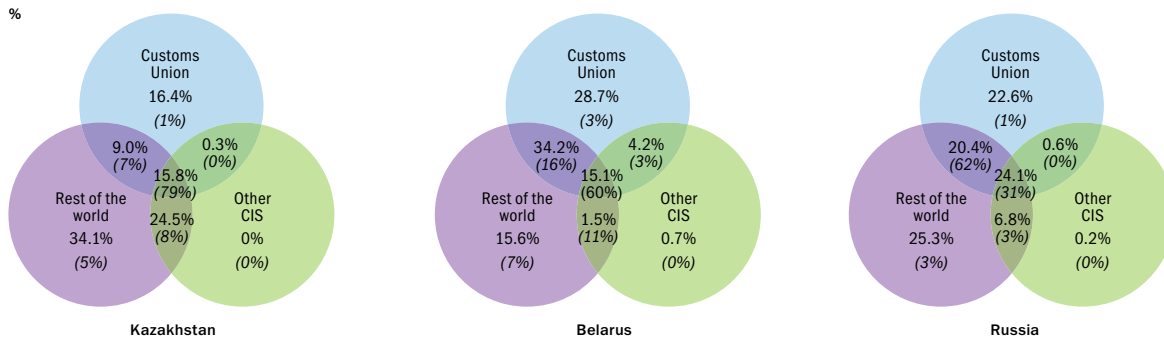 %
Customs
Union
16.4%
(1%)
9.0%
(7%)
0.3%
(0%)
15.8%
(79%)
Rest of the
world
34.1%
(5%)
24.5%
(8%)
Other
CIS
0%
(0%)
Kazakhstan
Customs
Union
28.7%
(3%)
34.2%
(16%)
4.2%
(3%)
15.1%
(60%)
Rest of the
world
15.6%
(7%)
1.5%
(11%)
Other
CIS
0.7%
(0%)
Belarus
Customs
Union
22.6%
(1%)
20.4%
(62%)
0.6%
(0%)
24.1%
(31%)
Rest of the
world
25.3%
(3%)
6.8%
(3%)
Other
CIS
0.2%
(0%)
Russia